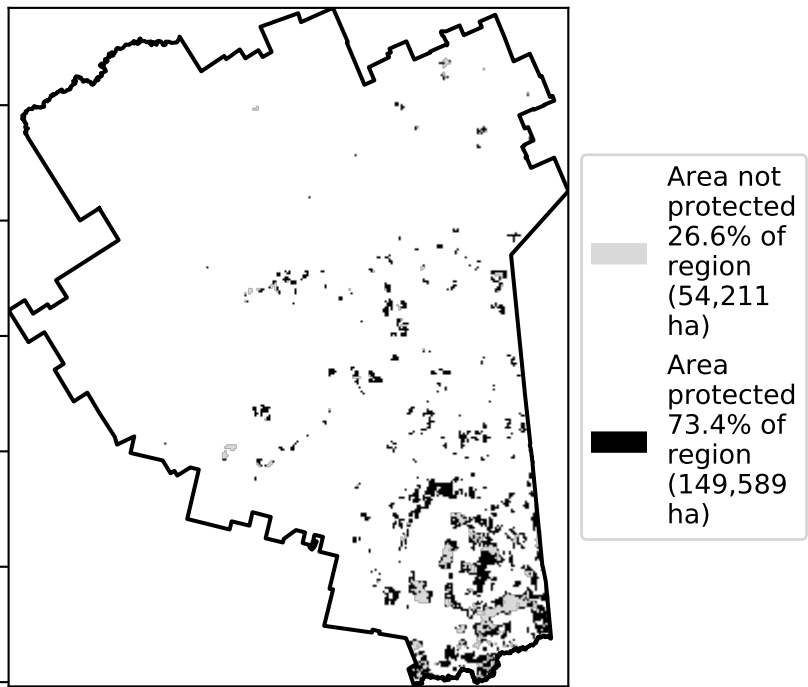 Area not
protected
26.6% of
region
(54,211
ha)
Area
protected
73.4% of
region
(149,589
ha)